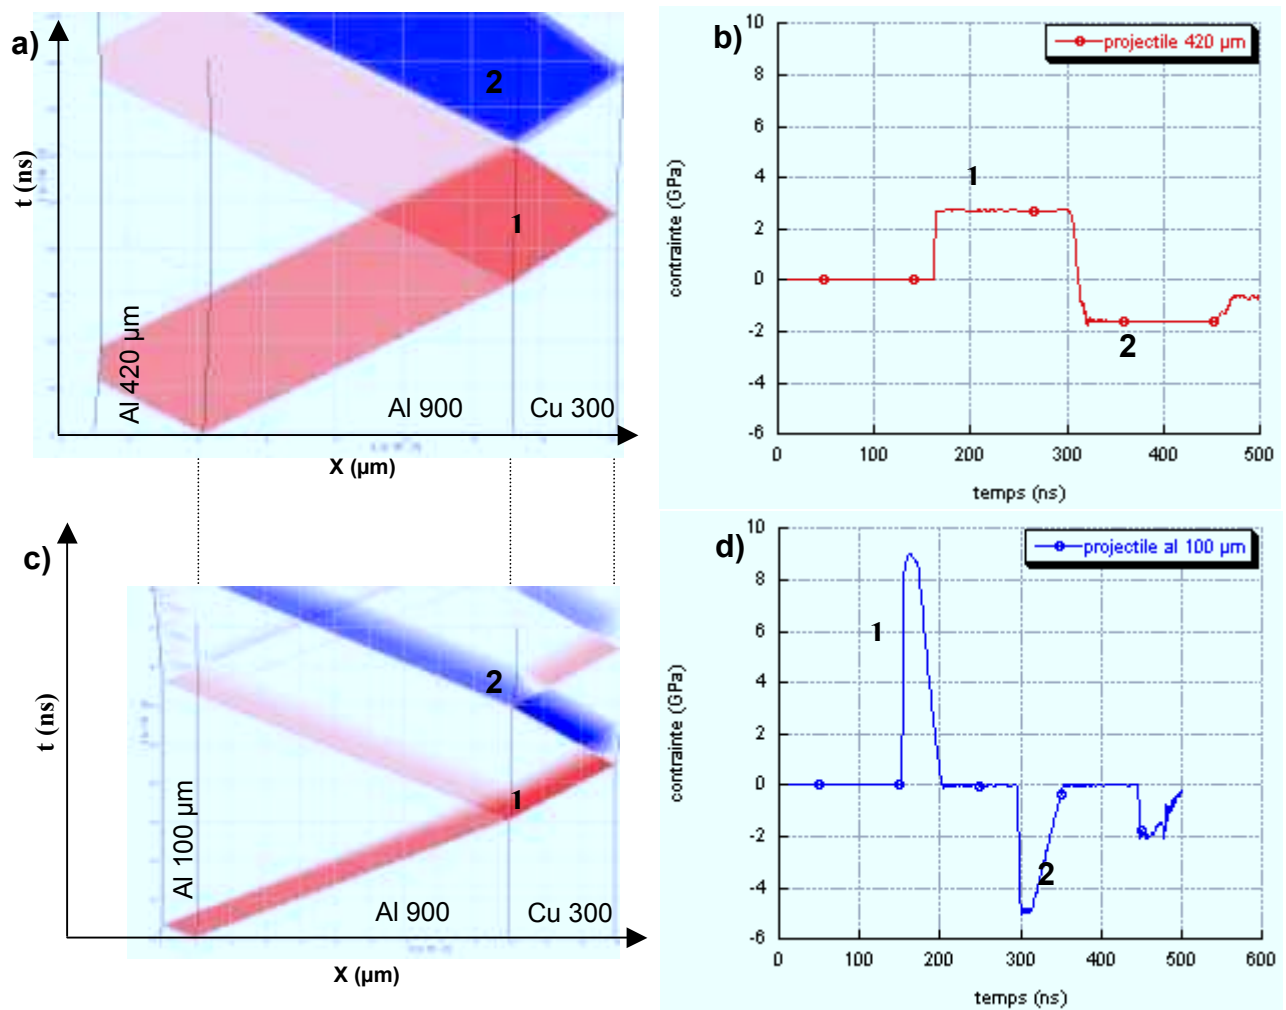 a)
t (ns)
2
1
Al 420 µm
Al 900
Cu 300
X (µm)
b)
projectile 420 µm
contrainte (GPa)
10
8
6
4
2
0
-2
-4
-6
1
2
0
100
200
300
400
500
temps (ns)
c)
t (ns)
2
1
Al 100 µm
Al 900
Cu 300
X (µm)
d)
projectile al 100 µm
contrainte (GPa)
10
8
6
4
2
0
-2
-4
-6
1
2
0
100
200
300
400
500
600
temps (ns)